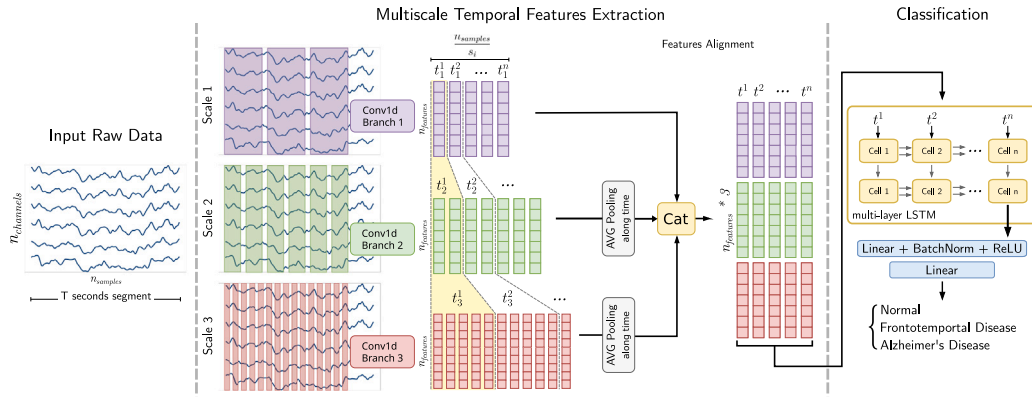 Multiscale Temporal Features Extraction
Classification
Input Raw Data
n_channels
n_samples
T seconds segment
Scale 1
Conv1d
Branch 1
Scale 2
Conv1d
Branch 2
Scale 3
Conv1d
Branch 3
n_samples
s_i
t_1^1 t_1^2 ... t_1^n
n_features
t_2^1 t_2^2 ...
n_features
t_3^1 t_3^2 ...
n_features
AVG Pooling
along time
AVG Pooling
along time
Cat
Features Alignment
t^1 t^2 ... t^n
n_features * 3
t^1 t^2 t^n
Cell 1 Cell 2 ... Cell n
Cell 1 Cell 2 ... Cell n
multi-layer LSTM
Linear + BatchNorm + ReLU
Linear
Normal
Frontotemporal Disease
Alzheimer's Disease